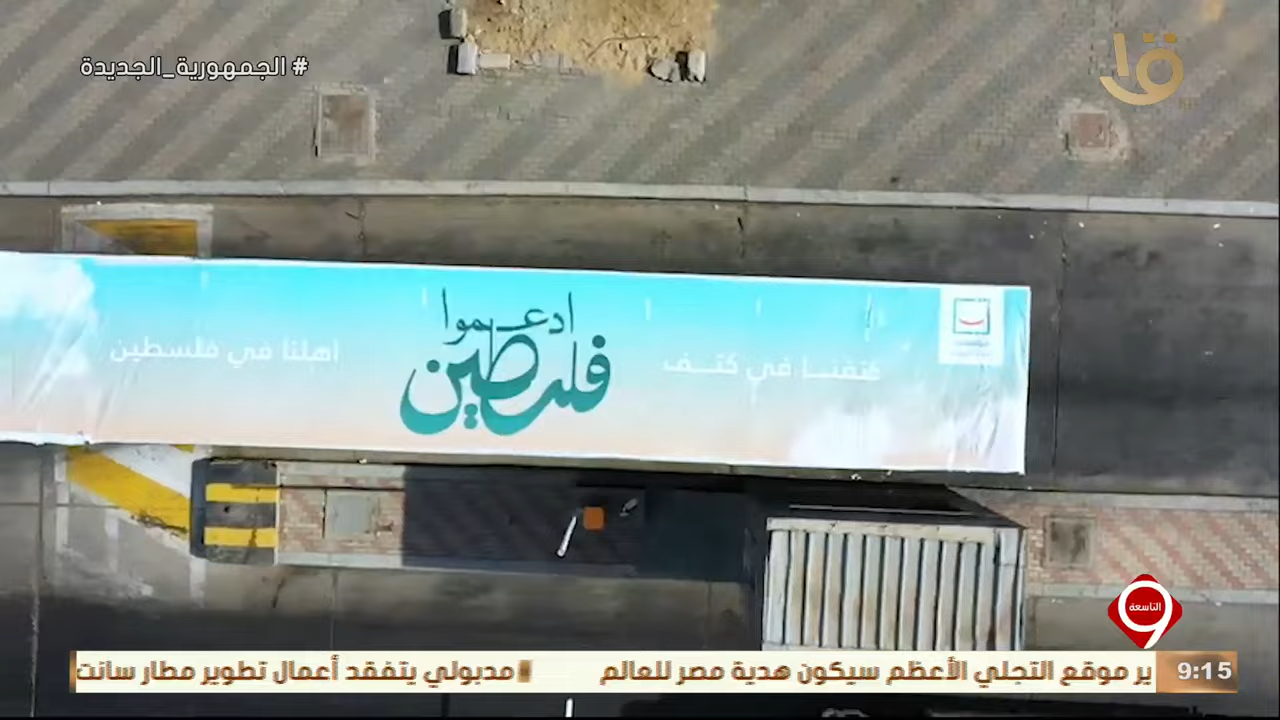 #الجمهورية_الجديدة
ادعموا
فلسطين
كتفنا في كتف
أهلنا في فلسطين
التاسعة
9
9:15
ير موقع التجلي الأعظم سيكون هدية مصر للعالم
مدبولي يتفقد أعمال تطوير مطار سانت